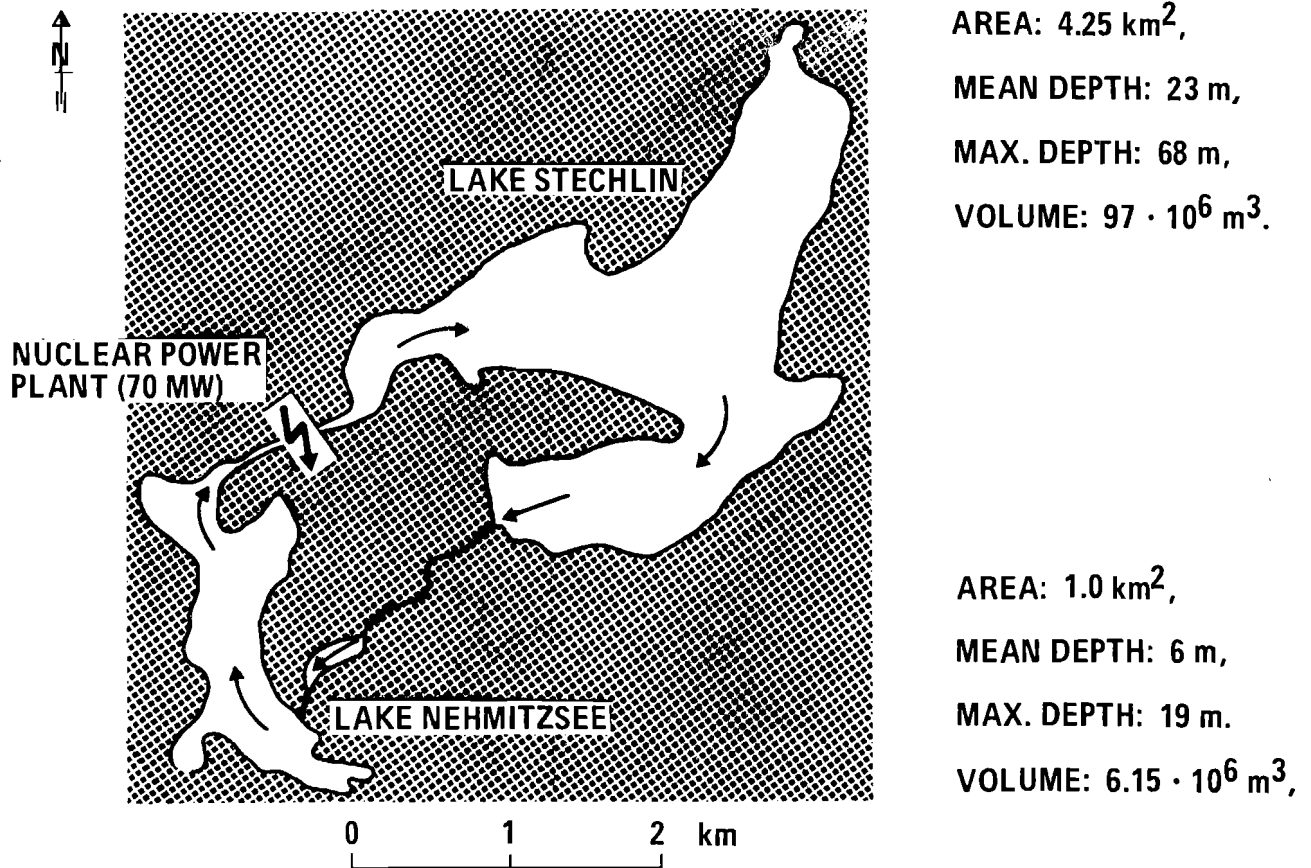 N
AREA: 4.25 km²,
MEAN DEPTH: 23 m,
MAX. DEPTH: 68 m,
VOLUME: 97 · 10⁶ m³.
LAKE STECHLIN
NUCLEAR POWER
PLANT (70 MW)
LAKE NEHMITZSEE
AREA: 1.0 km²,
MEAN DEPTH: 6 m,
MAX. DEPTH: 19 m.
VOLUME: 6.15 · 10⁶ m³,
0 1 2 km